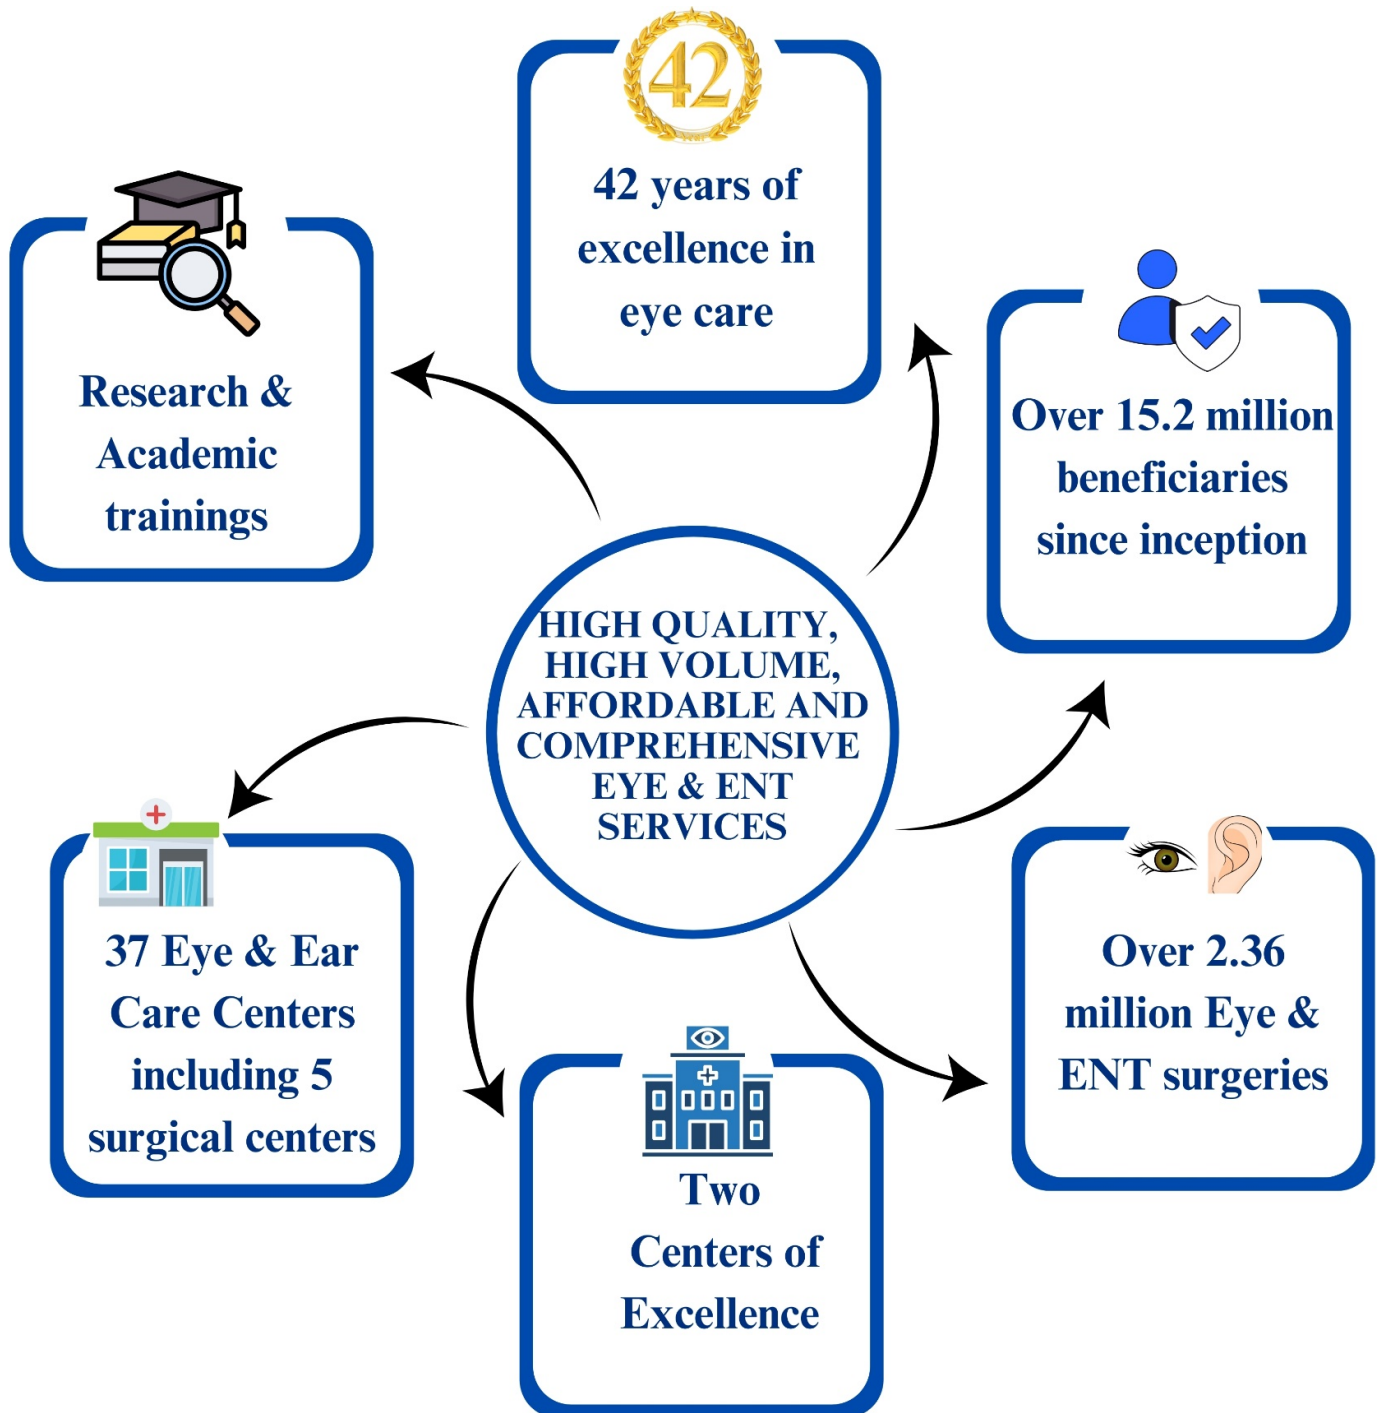 42
42 years of
excellence in
eye care
Research &
Academic
trainings
Over 15.2 million
beneficiaries
since inception
HIGH QUALITY,
HIGH VOLUME,
AFFORDABLE AND
COMPREHENSIVE
EYE & ENT
SERVICES
37 Eye & Ear
Care Centers
including 5
surgical centers
Over 2.36
million Eye &
ENT surgeries
Two
Centers of
Excellence